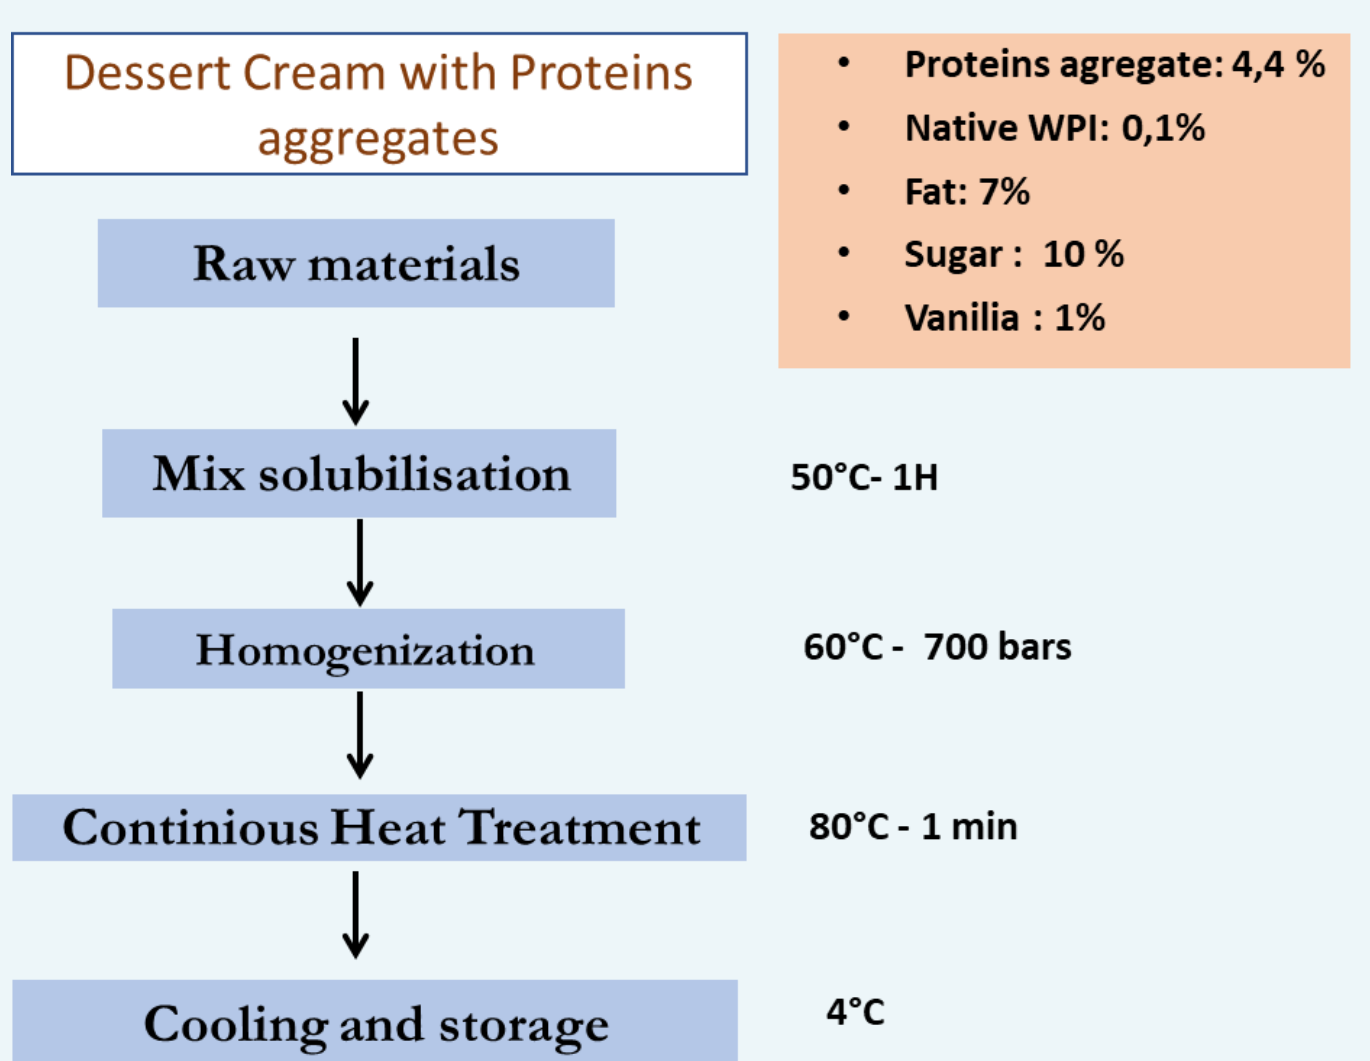 Dessert Cream with Proteins
aggregates
• Proteins agregate: 4,4 %
• Native WPI: 0,1%
• Fat: 7%
• Sugar : 10 %
• Vanilia : 1%
Raw materials
Mix solubilisation
50°C- 1H
Homogenization
60°C - 700 bars
Continious Heat Treatment
80°C - 1 min
Cooling and storage
4°C